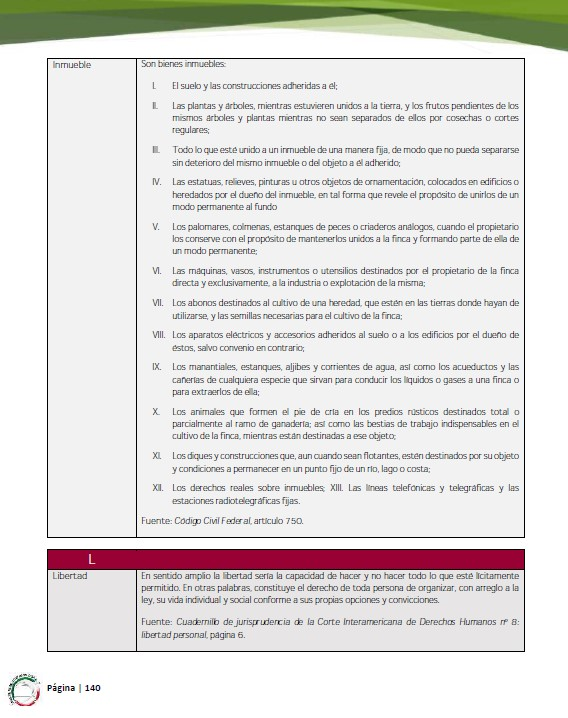 Inmueble
Son bienes inmuebles:
I. El suelo y las construcciones adheridas a él;
II. Las plantas y árboles, mientras estuvieren unidos a la tierra, y los frutos pendientes de los
mismos árboles y plantas mientras no sean separados de ellos por cosechas o cortes
regulares;
III. Todo lo que esté unido a un inmueble de una manera fija, de modo que no pueda separarse
sin deterioro del mismo inmueble o del objeto a él adherido;
IV. Las estatuas, relieves, pinturas u otros objetos de ornamentación, colocados en edificios o
heredados por el dueño del inmueble, en tal forma que revele el propósito de unirlos de un
modo permanente al fundo
V. Los palomares, colmenas, estanques de peces o criaderos análogos, cuando el propietario
los conserve con el propósito de mantenerlos unidos a la finca y formando parte de ella de
un modo permanente;
VI. Las máquinas, vasos, instrumentos o utensilios destinados por el propietario de la finca
directa y exclusivamente, a la industria o explotación de la misma;
VII. Los abonos destinados al cultivo de una heredad, que estén en las tierras donde hayan de
utilizarse, y las semillas necesarias para el cultivo de la finca;
VIII. Los aparatos eléctricos y accesorios adheridos al suelo o a los edificios por el dueño de
éstos, salvo convenio en contrario;
IX. Los manantiales, estanques, aljibes y corrientes de agua, así como los acueductos y las
cañerías de cualquiera especie que sirvan para conducir los líquidos o gases a una finca o
para extraerlos de ella;
X. Los animales que formen el pie de cría en los predios rústicos destinados total o
parcialmente al ramo de ganadería; así como las bestias de trabajo indispensables en el
cultivo de la finca, mientras están destinadas a ese objeto;
XI. Los diques y construcciones que, aun cuando sean flotantes, estén destinados por su objeto
y condiciones a permanecer en un punto fijo de un río, lago o costa;
XII. Los derechos reales sobre inmuebles; XIII. Las líneas telefónicas y telegráficas y las
estaciones radiotelegráficas fijas.
Fuente: Código Civil Federal, artículo 750.
L
Libertad
En sentido amplio la libertad sería la capacidad de hacer y no hacer todo lo que esté lícitamente
permitido. En otras palabras, constituye el derecho de toda persona de organizar, con arreglo a la
ley, su vida individual y social conforme a sus propias opciones y convicciones.
Fuente: Cuadernillo de jurisprudencia de la Corte Interamericana de Derechos Humanos nº 8:
libertad personal, página 6.
Página | 140